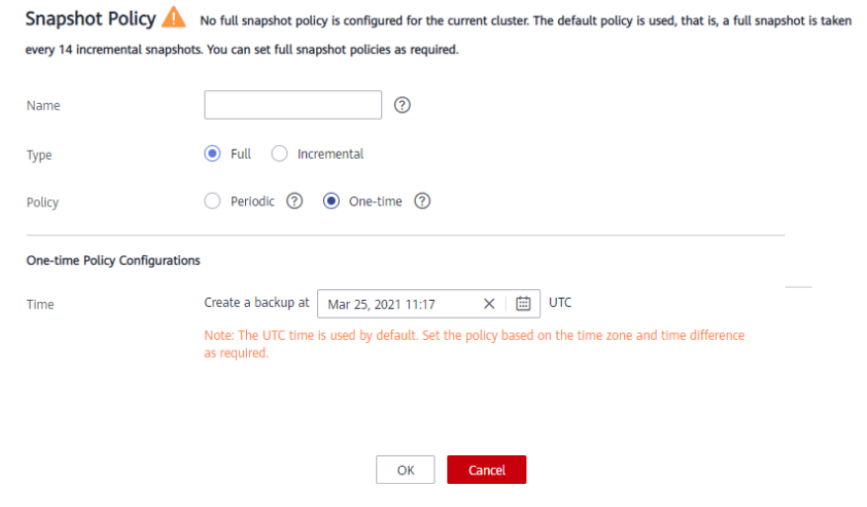 Snapshot Policy No full snapshot policy is configured for the current cluster. The default policy is used, that is, a full snapshot is taken
every 14 incremental snapshots. You can set full snapshot policies as required.
Name ?
Type Full Incremental
Policy Periodic ? One-time ?
One-time Policy Configurations
Time Create a backup at Mar 25, 2021 11:17 UTC
Note: The UTC time is used by default. Set the policy based on the time zone and time difference
as required.
OK Cancel